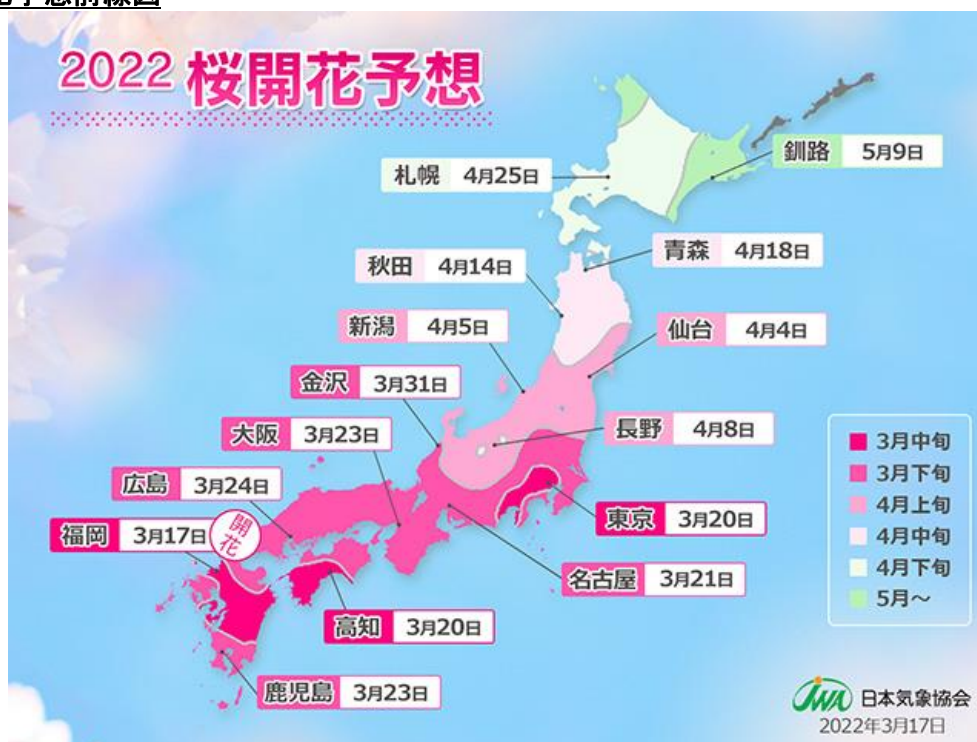 2022 桜開花予想
釧路 5月9日
札幌 4月25日
青森 4月18日
秋田 4月14日
新潟 4月5日
仙台 4月4日
金沢 3月31日
大阪 3月23日
長野 4月8日
広島 3月24日
福岡 3月17日
開花
東京 3月20日
名古屋 3月21日
高知 3月20日
鹿児島 3月23日
3月中旬
3月下旬
4月上旬
4月中旬
4月下旬
5月～
JWA 日本気象協会
2022年3月17日